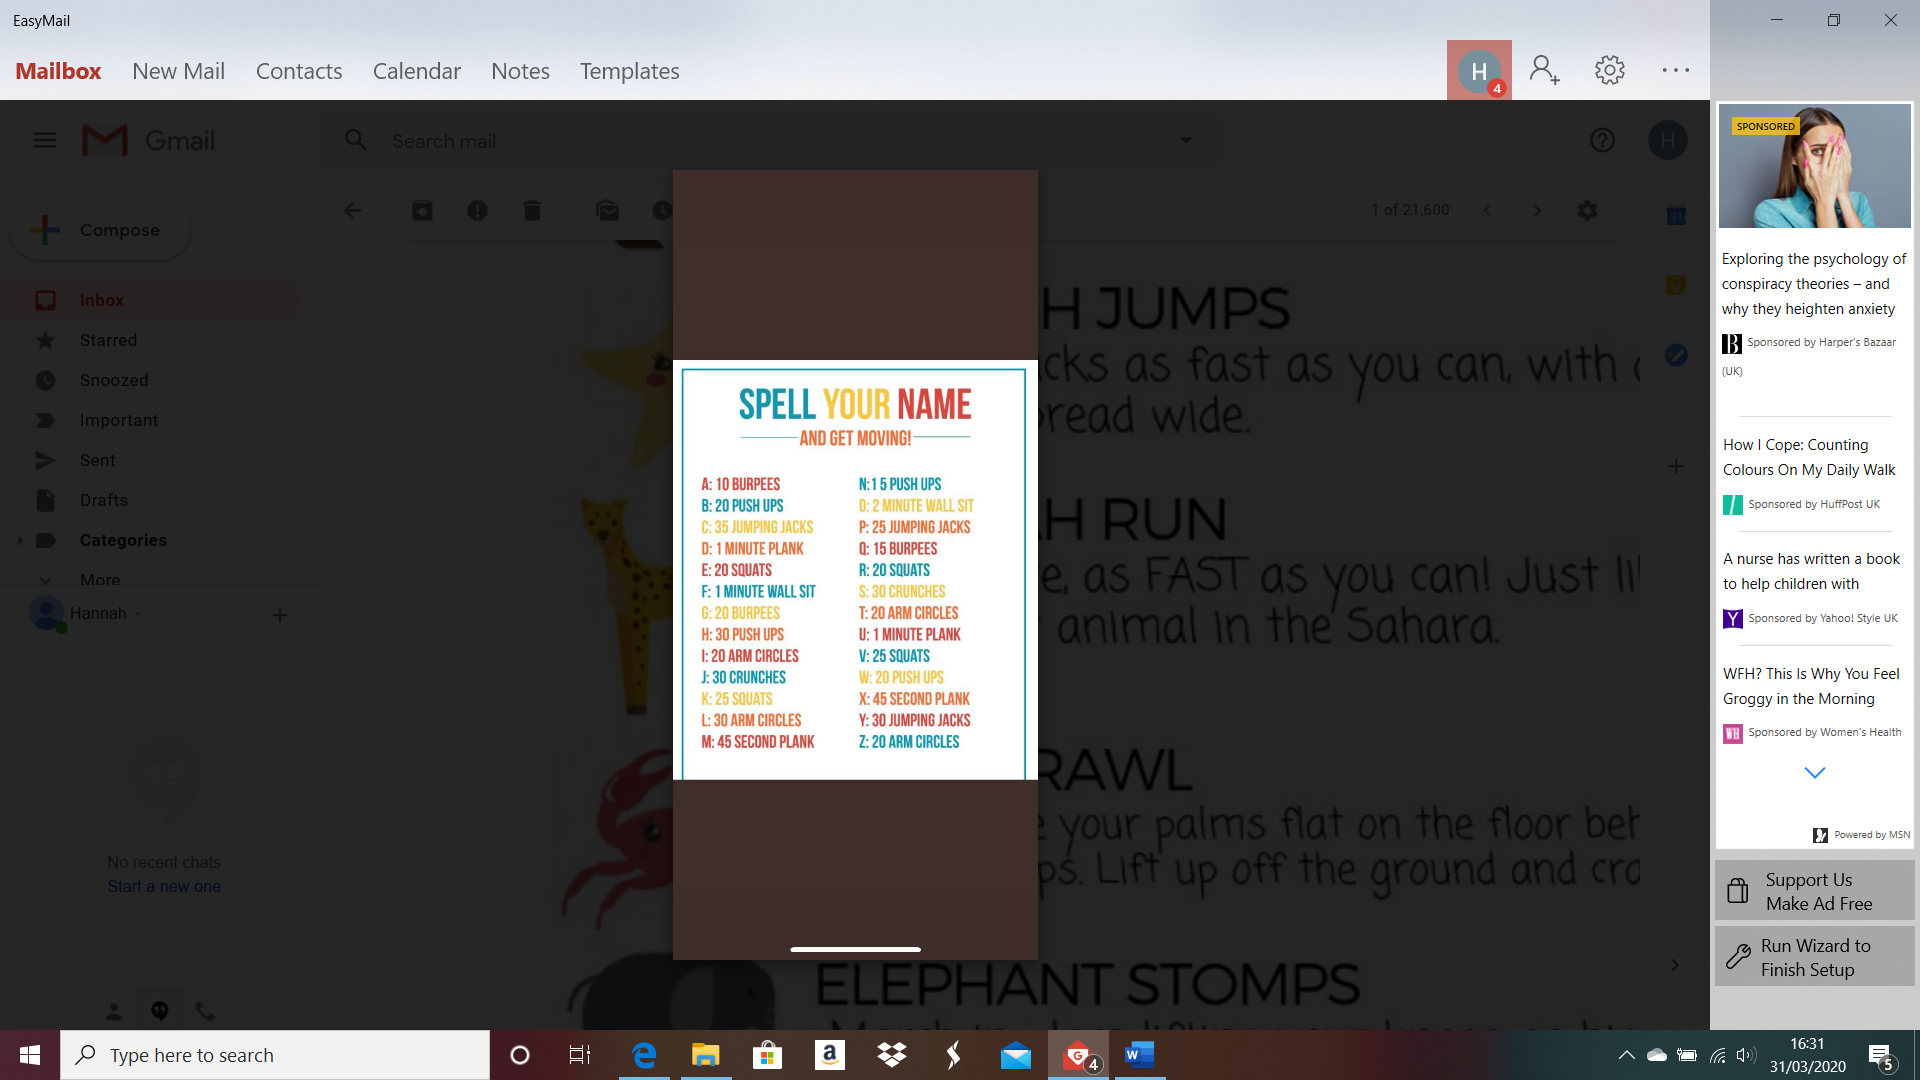 EasyMail
Mailbox New Mail Contacts Calendar Notes Templates
H 4
Gmail
Search mail
H
Compose
1 of 21,600
31
Inbox
Starred
Snoozed
Important
Sent
Drafts
Categories
More
Hannah
No recent chats
Start a new one
H JUMPS
cks as fast as you can, with
read wide.
H RUN
e, as FAST as you can! Just
animal in the Sahara.
RAWL
your palms flat on the floor
ps. Lift up off the ground and
ELEPHANT STOMPS
SPELL YOUR NAME
AND GET MOVING!
A: 10 BURPEES
B: 20 PUSH UPS
C: 35 JUMPING JACKS
D: 1 MINUTE PLANK
E: 20 SQUATS
F: 1 MINUTE WALL SIT
G: 20 BURPEES
H: 30 PUSH UPS
I: 20 ARM CIRCLES
J: 30 CRUNCHES
K: 25 SQUATS
L: 30 ARM CIRCLES
M: 45 SECOND PLANK
N:1 5 PUSH UPS
O: 2 MINUTE WALL SIT
P: 25 JUMPING JACKS
Q: 15 BURPEES
R: 20 SQUATS
S: 30 CRUNCHES
T: 20 ARM CIRCLES
U: 1 MINUTE PLANK
V: 25 SQUATS
W: 20 PUSH UPS
X: 45 SECOND PLANK
Y: 30 JUMPING JACKS
Z: 20 ARM CIRCLES
SPONSORED
Exploring the psychology of
conspiracy theories – and
why they heighten anxiety
B Sponsored by Harper's Bazaar
(UK)
How I Cope: Counting
Colours On My Daily Walk
Sponsored by HuffPost UK
A nurse has written a book
to help children with
Y Sponsored by Yahoo! Style UK
WFH? This Is Why You Feel
Groggy in the Morning
WH Sponsored by Women's Health
Powered by MSN
Support Us
Make Ad Free
Run Wizard to
Finish Setup
Type here to search
a
G 4
W
16:31
31/03/2020
5